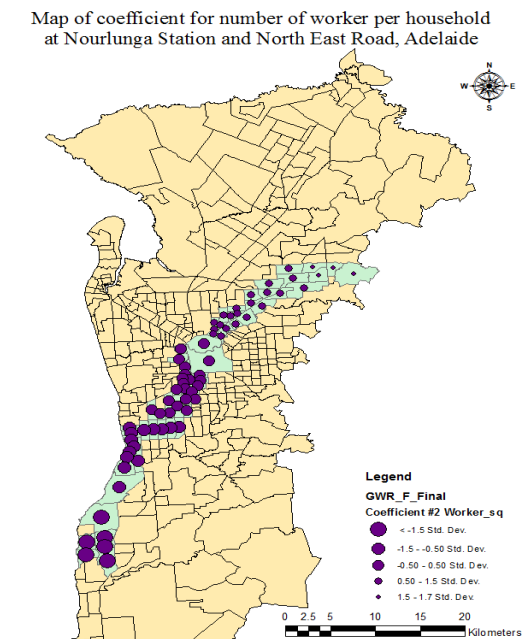 Map of coefficient for number of worker per household
at Nourlunga Station and North East Road, Adelaide
N
W
E
S
Legend
GWR_F_Final
Coefficient #2 Worker_sq
< -1.5 Std. Dev.
-1.5 - -0.50 Std. Dev.
-0.50 - 0.50 Std. Dev.
0.50 - 1.5 Std. Dev.
1.5 - 1.7 Std. Dev.
0 2.5 5 10 15 20
Kilometers